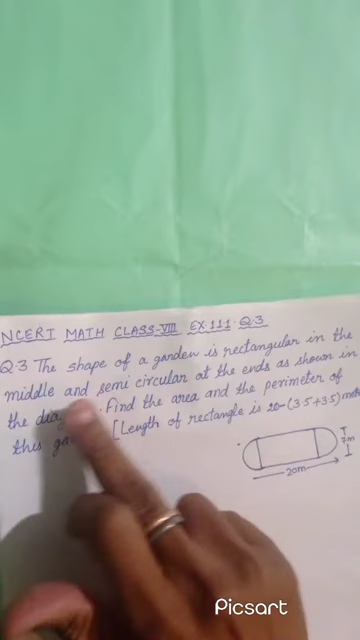 NCERT MATH CLASS-VIII EX.11.1 Q.3
Q.3 The shape of a garden is rectangular in the
middle and semi circular at the ends as shown in
the Find the area and the perimeter of
this [Length of rectangle is 20-(3.5+3.5)
7m
20m
Picsart